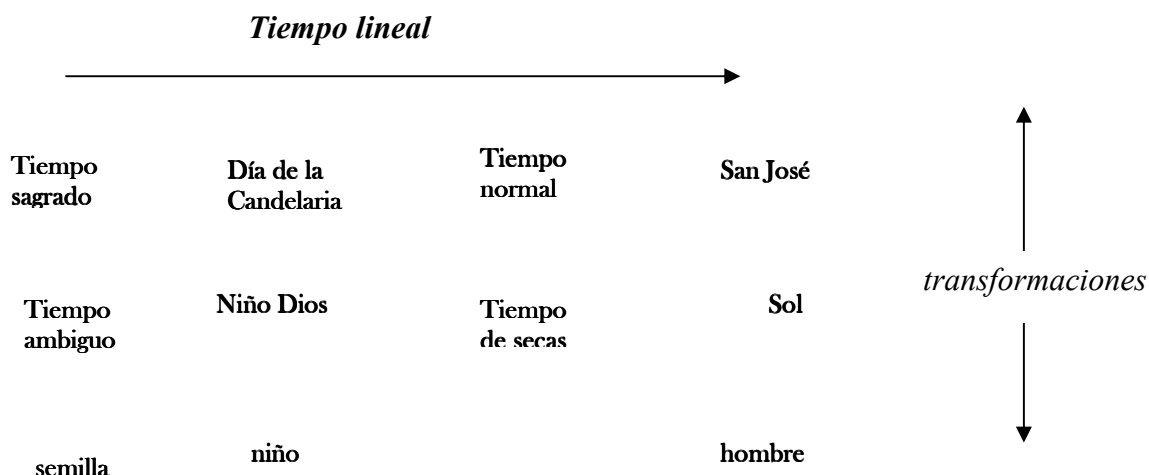 Tiempo lineal
Tiempo
sagrado
Día de la
Candelaria
Tiempo
normal
San José
transformaciones
Tiempo
ambiguo
Niño Dios
Tiempo
de secas
Sol
semilla
niño
hombre